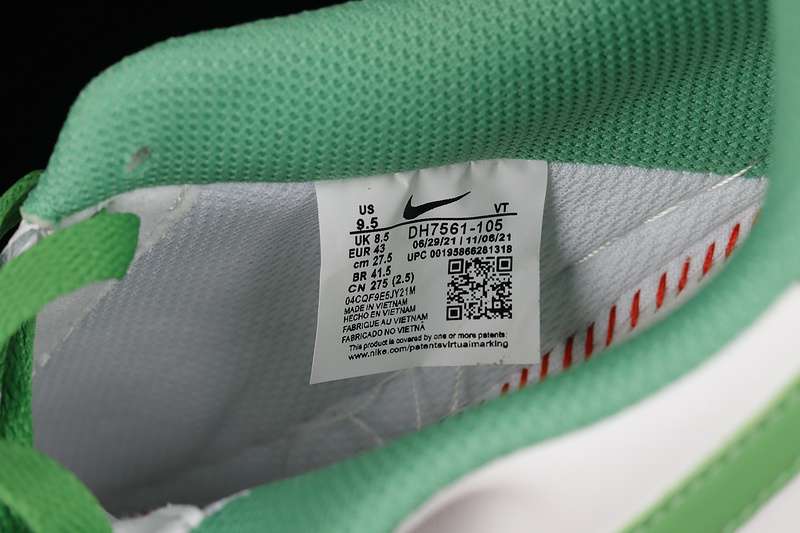 US VT
9.5
UK 8.5 DH7561-105
EUR 43 06/29/21 | 11/06/21
cm 27.5 UPC 00195866281318
BR 41.5
CN 275 (2.5)
04CQF9E5JY21M
MADE IN VIETNAM
HECHO EN VIETNAM
FABRIQUE AU VIETNAM
FABRICADO NO VIETNÃ
This product is covered by one or more patents:
www.nike.com/patentsvirtualmarking